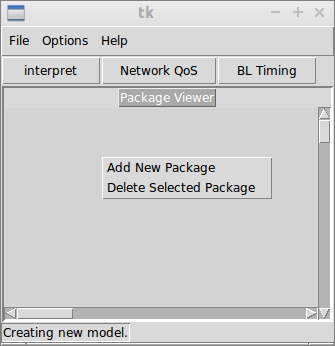 tk
File Options Help
interpret Network QoS BL Timing
Package Viewer
Add New Package
Delete Selected Package
Creating new model.